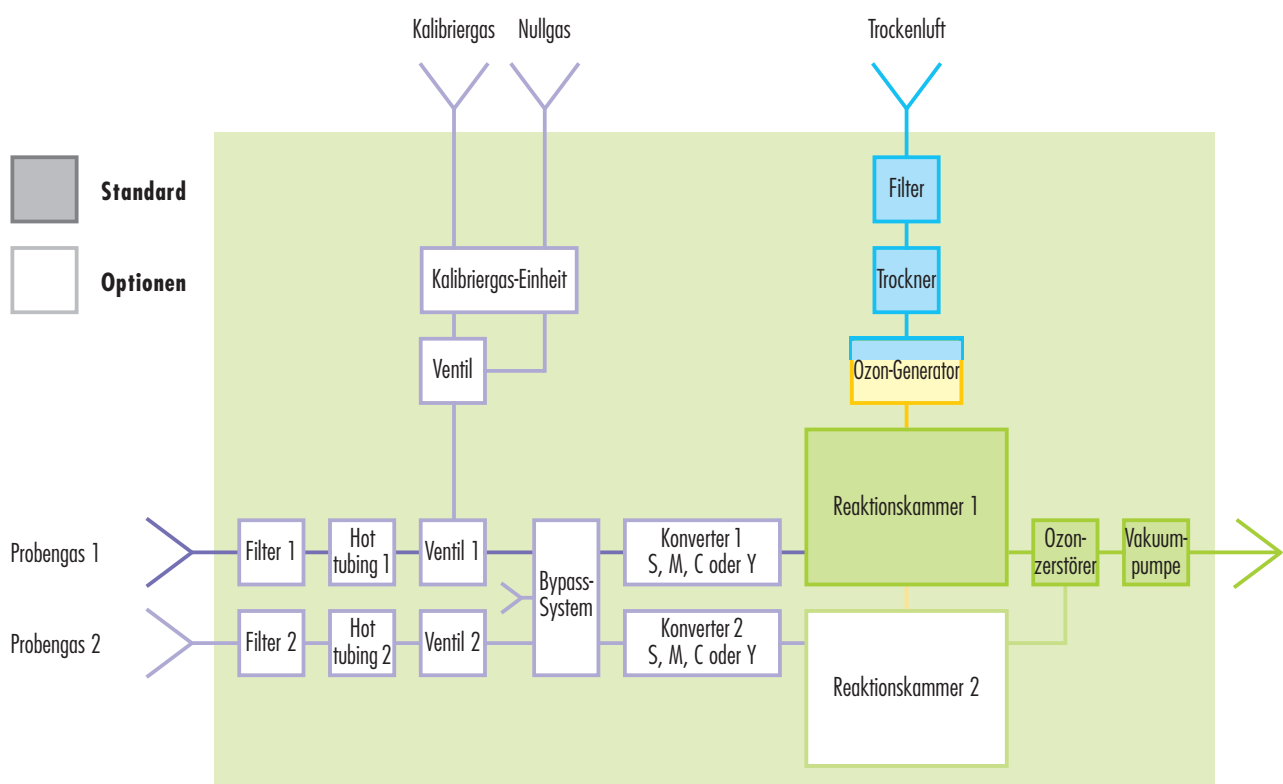 Kalibriergas
Nullgas
Trockenluft
Standard
Optionen
Filter
Trockner
Kalibriergas-Einheit
Ventil
Ozon-Generator
Reaktionskammer 1
Probengas 1
Filter 1
Hot
tubing 1
Ventil 1
Bypass-
System
Konverter 1
S, M, C oder Y
Ozon-
zerstörer
Vakuum-
pumpe
Probengas 2
Filter 2
Hot
tubing 2
Ventil 2
Konverter 2
S, M, C oder Y
Reaktionskammer 2